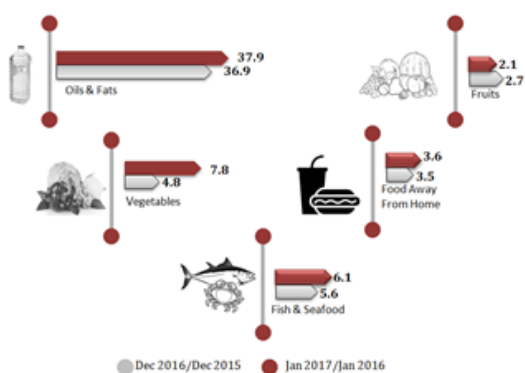 37.9
36.9
Oils & Fats
2.1
2.7
Fruits
7.8
4.8
Vegetables
3.6
3.5
Food Away
From Home
6.1
5.6
Fish & Seafood
Dec 2016/Dec 2015
Jan 2017/Jan 2016